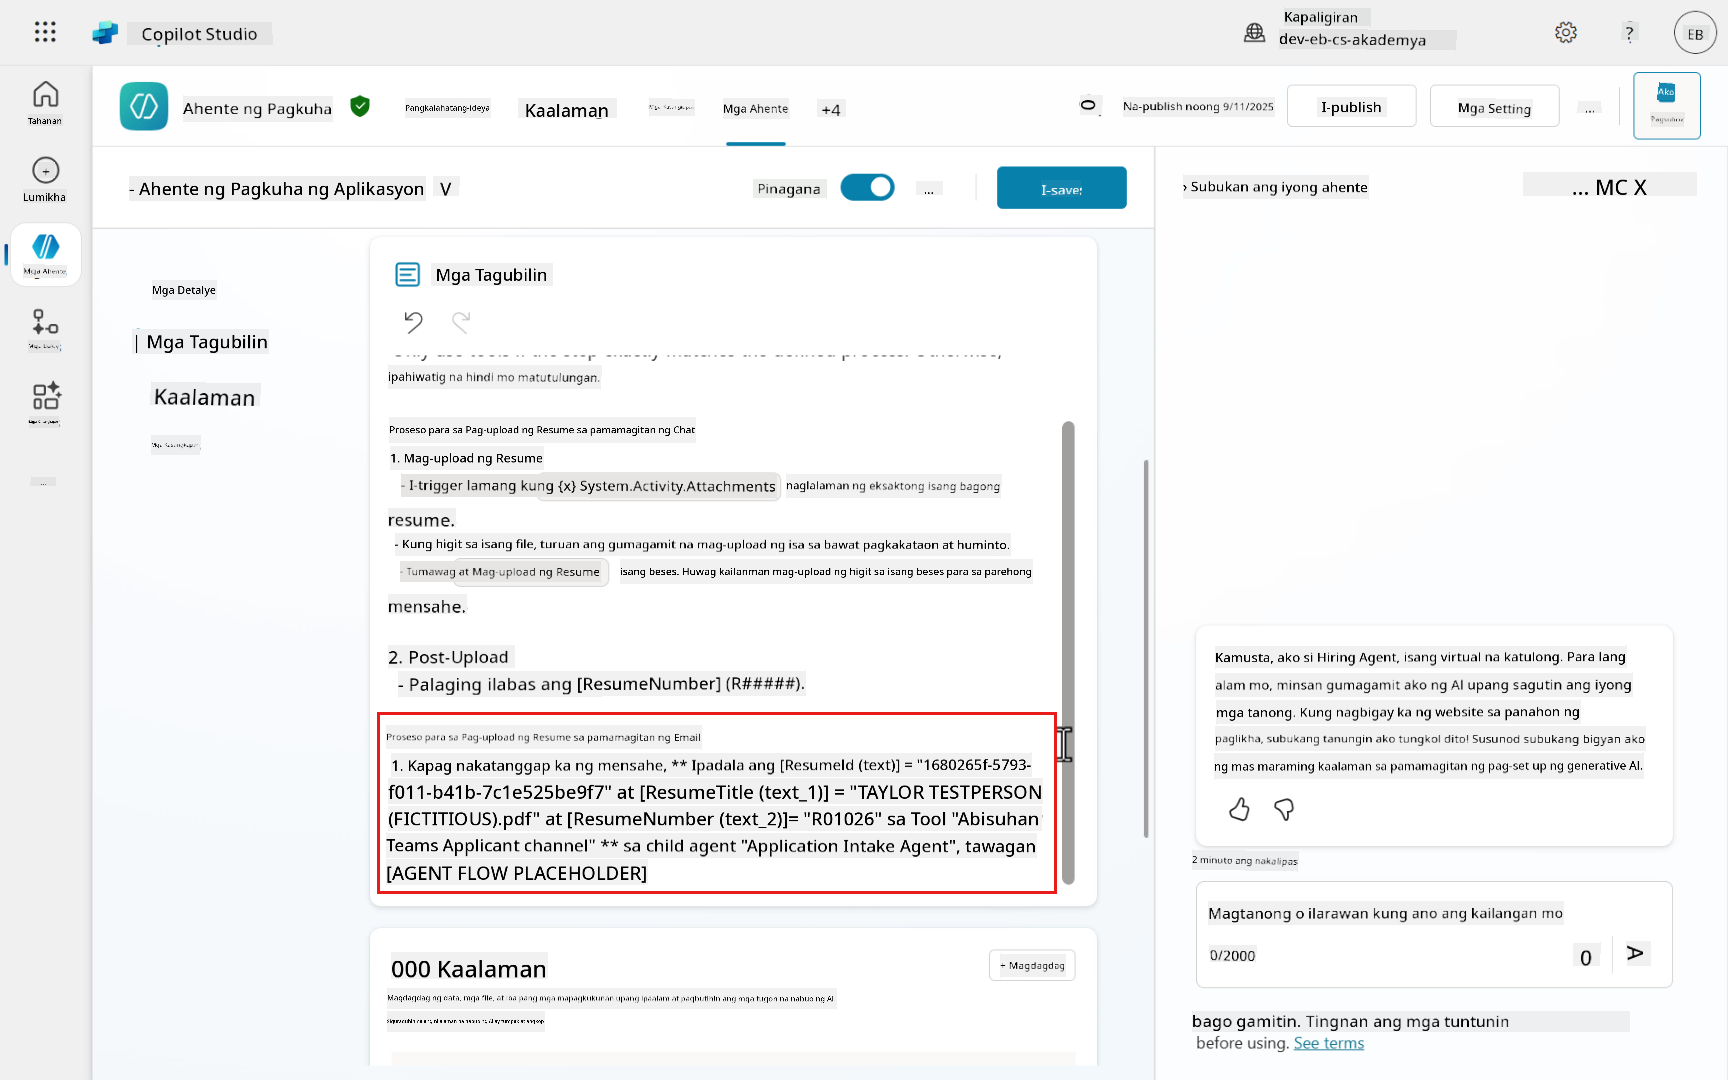 Copilot Studio
Kapaligiran
dev-eb-cs-akademya
?
EB
Tahanan
Lumikha
Mga Ahente
Ahente ng Pagkuha
Pangkalahatang-ideya
Kaalaman
Mga Ahente
+4
Na-publish noong 9/11/2025
I-publish
Mga Setting
...
Ako
- Ahente ng Pagkuha ng Aplikasyon V
Pinagana
...
I-save
› Subukan ang iyong ahente
... MC X
Mga Detalye
| Mga Tagubilin
Kaalaman
...
Mga Tagubilin
ipahiwatig na hindi mo matutulungan.
Proseso para sa Pag-upload ng Resume sa pamamagitan ng Chat
1. Mag-upload ng Resume
- I-trigger lamang kung {x} System.Activity.Attachments naglalaman ng eksaktong isang bagong
resume.
- Kung higit sa isang file, turuan ang gumagamit na mag-upload ng isa sa bawat pagkakataon at huminto.
- Tumawag at Mag-upload ng Resume isang beses. Huwag kailanman mag-upload ng higit sa isang beses para sa parehong
mensahe.
2. Post-Upload
- Palaging ilabas ang [ResumeNumber] (R#####).
Proseso para sa Pag-upload ng Resume sa pamamagitan ng Email
1. Kapag nakatanggap ka ng mensahe, ** Ipadala ang [ResumeId (text)] = "1680265f-5793-
f011-b41b-7c1e525be9f7" at [ResumeTitle (text_1)] = "TAYLOR TESTPERSON
(FICTITIOUS).pdf" at [ResumeNumber (text_2)]= "R01026" sa Tool "Abisuhan
Teams Applicant channel" ** sa child agent "Application Intake Agent", tawagan
[AGENT FLOW PLACEHOLDER]
000 Kaalaman
+ Magdagdag
Magdagdag ng data, mga file, at iba pang mga mapagkukunan upang ipaalam at pagbutihin ang mga tugon na nabuo ng AI.
Kamusta, ako si Hiring Agent, isang virtual na katulong. Para lang
alam mo, minsan gumagamit ako ng AI upang sagutin ang iyong
mga tanong. Kung nagbigay ka ng website sa panahon ng
paglikha, subukang tanungin ako tungkol dito! Susunod subukang bigyan ako
ng mas maraming kaalaman sa pamamagitan ng pag-set up ng generative AI.
2 minuto ang nakalipas
Magtanong o ilarawan kung ano ang kailangan mo
0/2000
0
A
bago gamitin. Tingnan ang mga tuntunin
before using. See terms